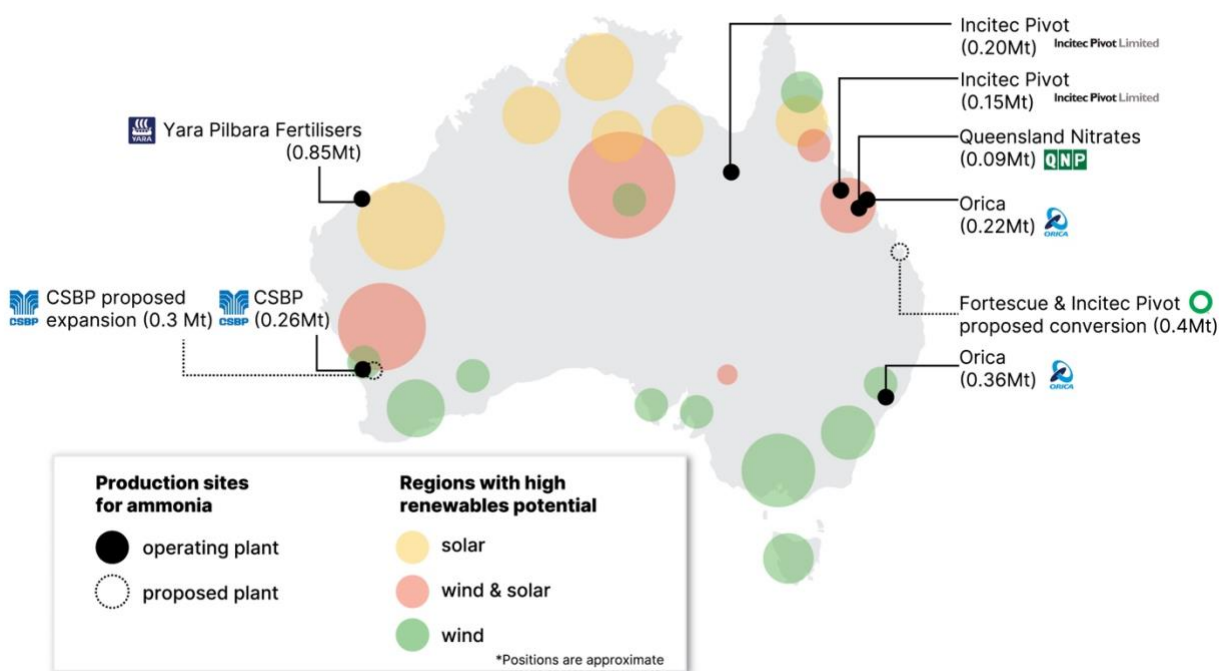 Incitec Pivot
(0.20Mt)
Incitec Pivot Limited
Incitec Pivot
(0.15Mt)
Incitec Pivot Limited
Queensland Nitrates
(0.09Mt)
QNP
Orica
(0.22Mt)
ORICA
YARA
Yara Pilbara Fertilisers
(0.85Mt)
CSBP
CSBP proposed
expansion (0.3 Mt)
CSBP
CSBP
(0.26Mt)
Fortescue & Incitec Pivot
proposed conversion (0.4Mt)
Orica
(0.36Mt)
ORICA
Production sites
for ammonia
operating plant
proposed plant
Regions with high
renewables potential
solar
wind & solar
wind
*Positions are approximate